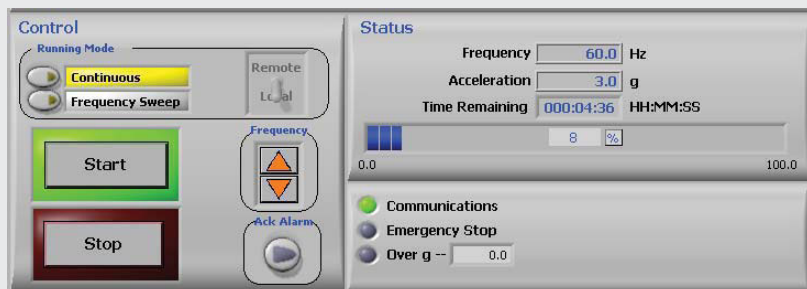 Control
Running Mode
Continuous
Frequency Sweep
Remote
Local
Start
Frequency
Stop
Ack Alarm
Status
Frequency 60.0 Hz
Acceleration 3.0 g
Time Remaining 000:04:36 HH:MM:SS
8 %
0.0 100.0
Communications
Emergency Stop
Over g -- 0.0